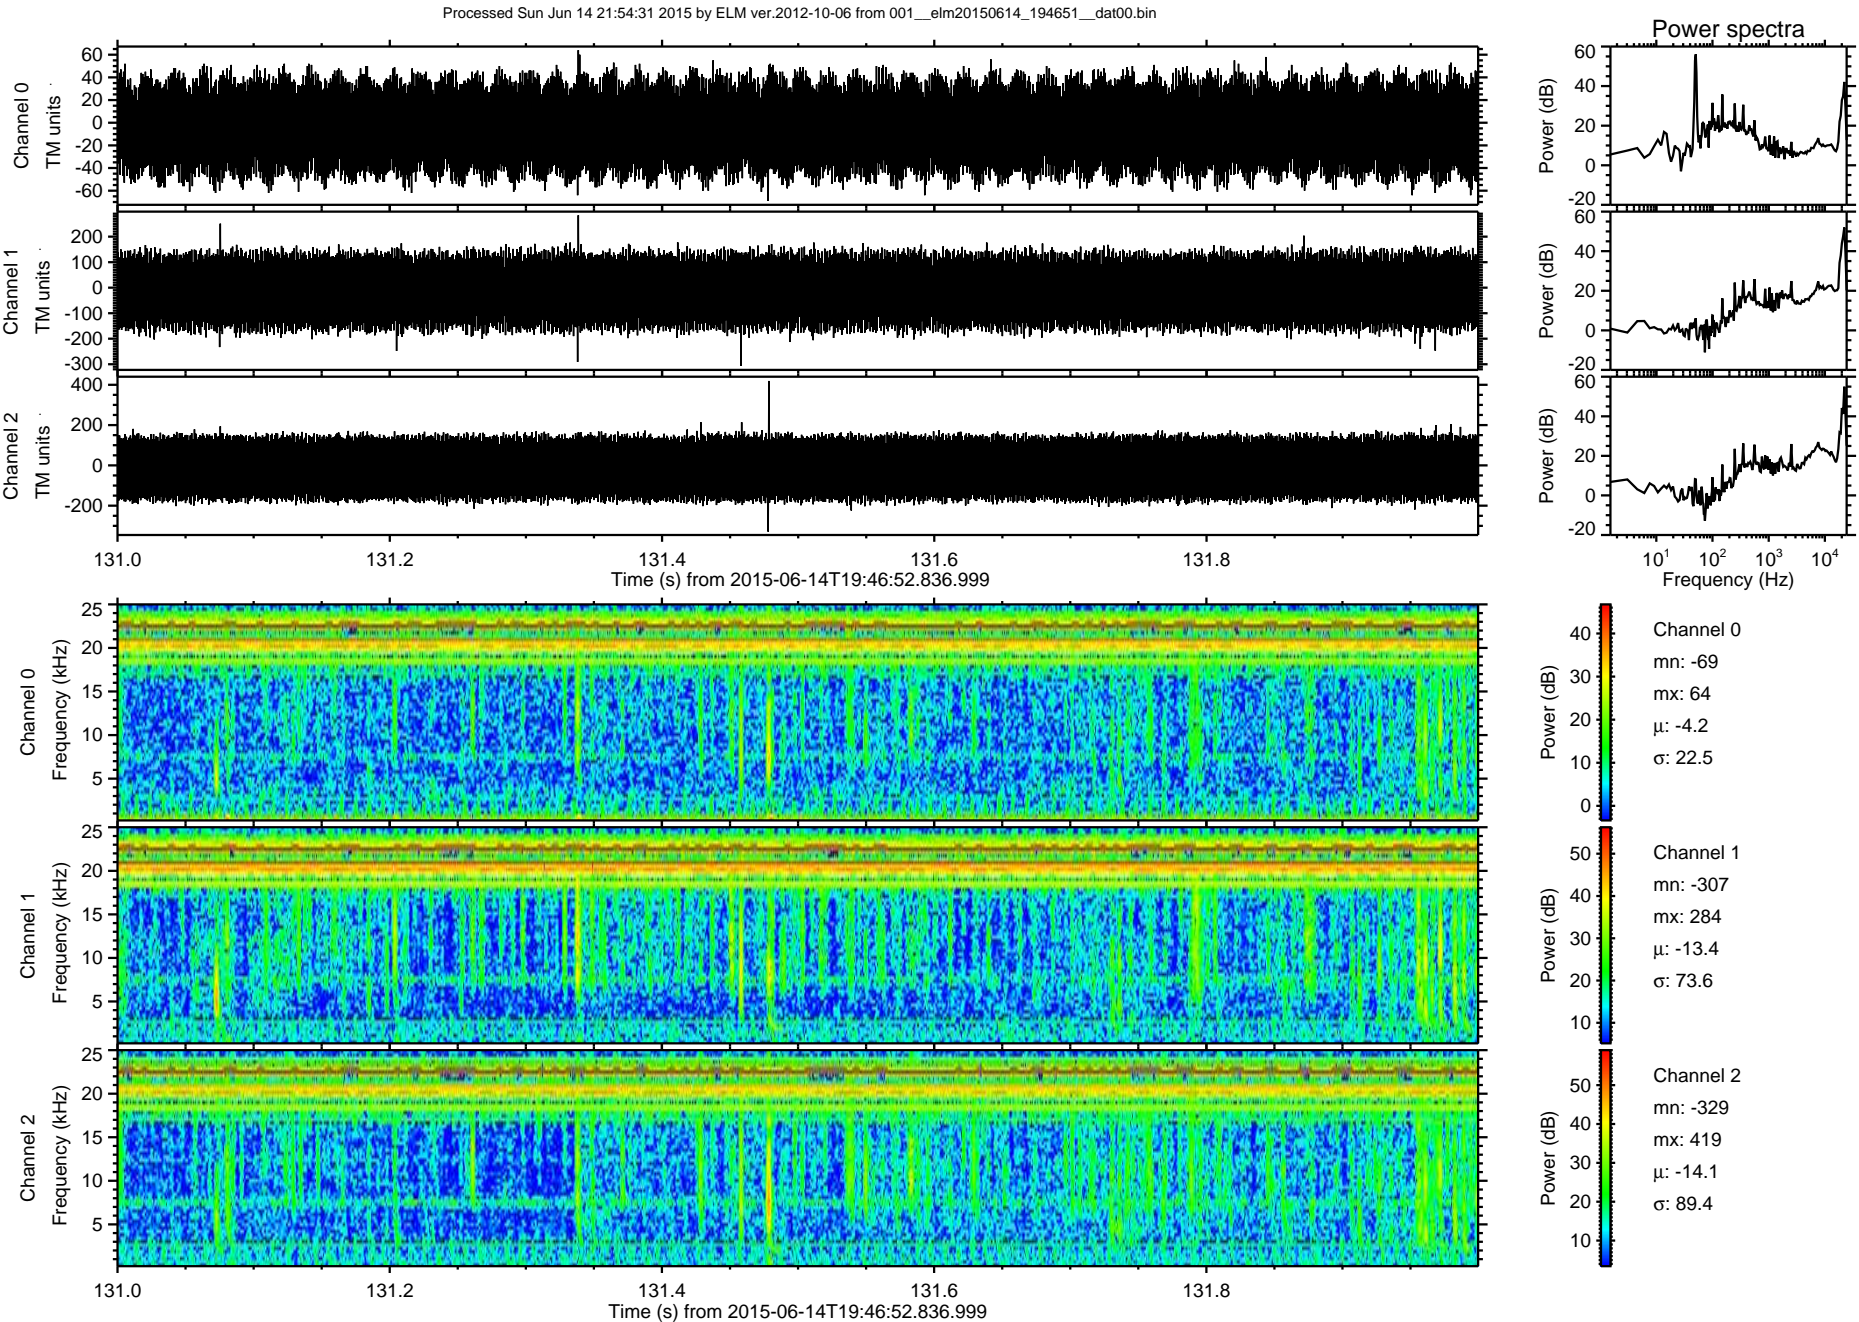 Processed Sun Jun 14 21:54:31 2015 by ELM ver.2012-10-06 from 001__elm20150614_194651__dat00.bin
Power spectra
Channel 0
TM units
60
40
20
0
-20
-40
-60
Power (dB)
60
40
20
0
-20
Channel 1
TM units
200
100
0
-100
-200
-300
Power (dB)
60
40
20
0
-20
Channel 2
TM units
400
200
0
-200
Power (dB)
60
40
20
0
-20
131.0 131.2 131.4 131.6 131.8
Time (s) from 2015-06-14T19:46:52.836.999
10^1 10^2 10^3 10^4
Frequency (Hz)
Channel 0
Frequency (kHz)
25
20
15
10
5
Power (dB)
40
30
20
10
0
Channel 0
mn: -69
mx: 64
μ: -4.2
σ: 22.5
Channel 1
Frequency (kHz)
25
20
15
10
5
Power (dB)
50
40
30
20
10
Channel 1
mn: -307
mx: 284
μ: -13.4
σ: 73.6
Channel 2
Frequency (kHz)
25
20
15
10
5
Power (dB)
50
40
30
20
10
Channel 2
mn: -329
mx: 419
μ: -14.1
σ: 89.4
131.0 131.2 131.4 131.6 131.8
Time (s) from 2015-06-14T19:46:52.836.999